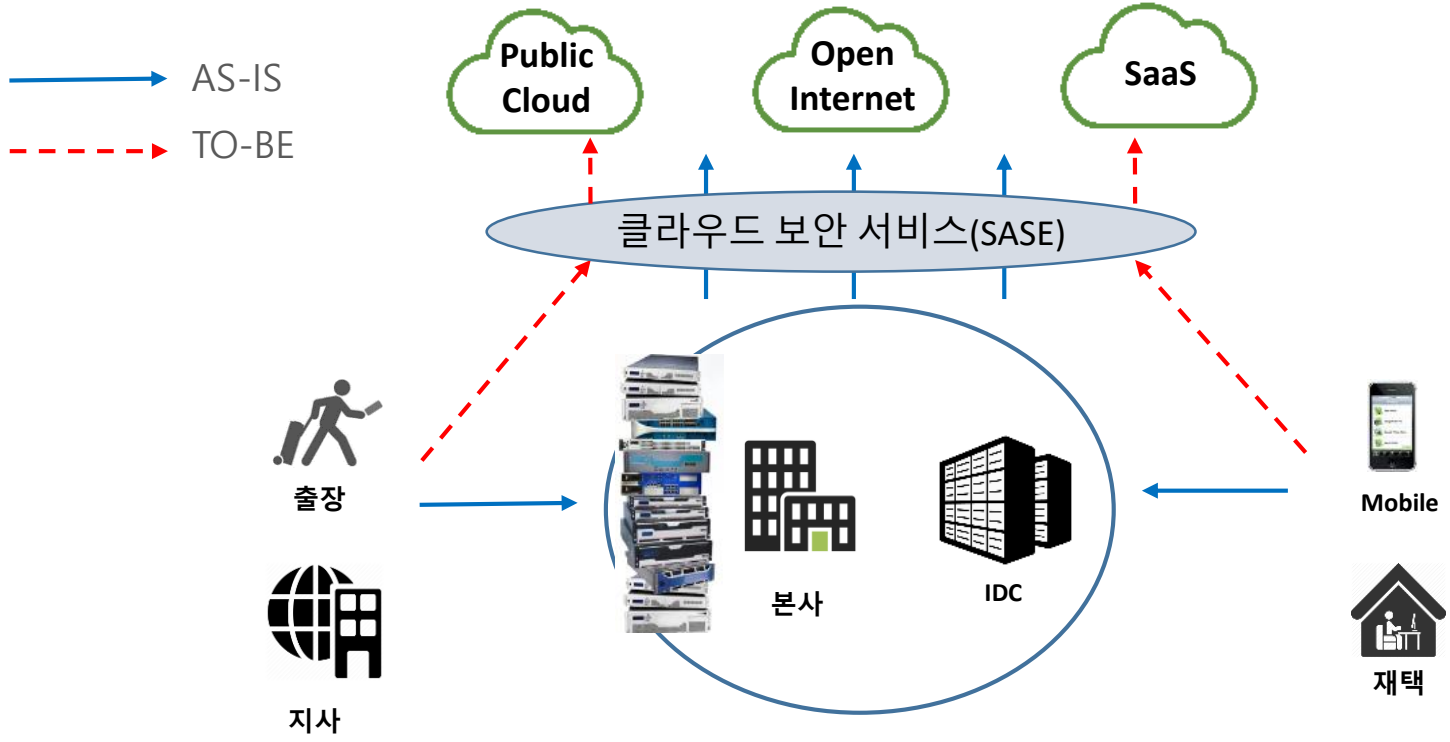 AS-IS
TO-BE
Public
Cloud
Open
Internet
SaaS
클라우드 보안 서비스(SASE)
출장
지사
본사
IDC
Mobile
재택